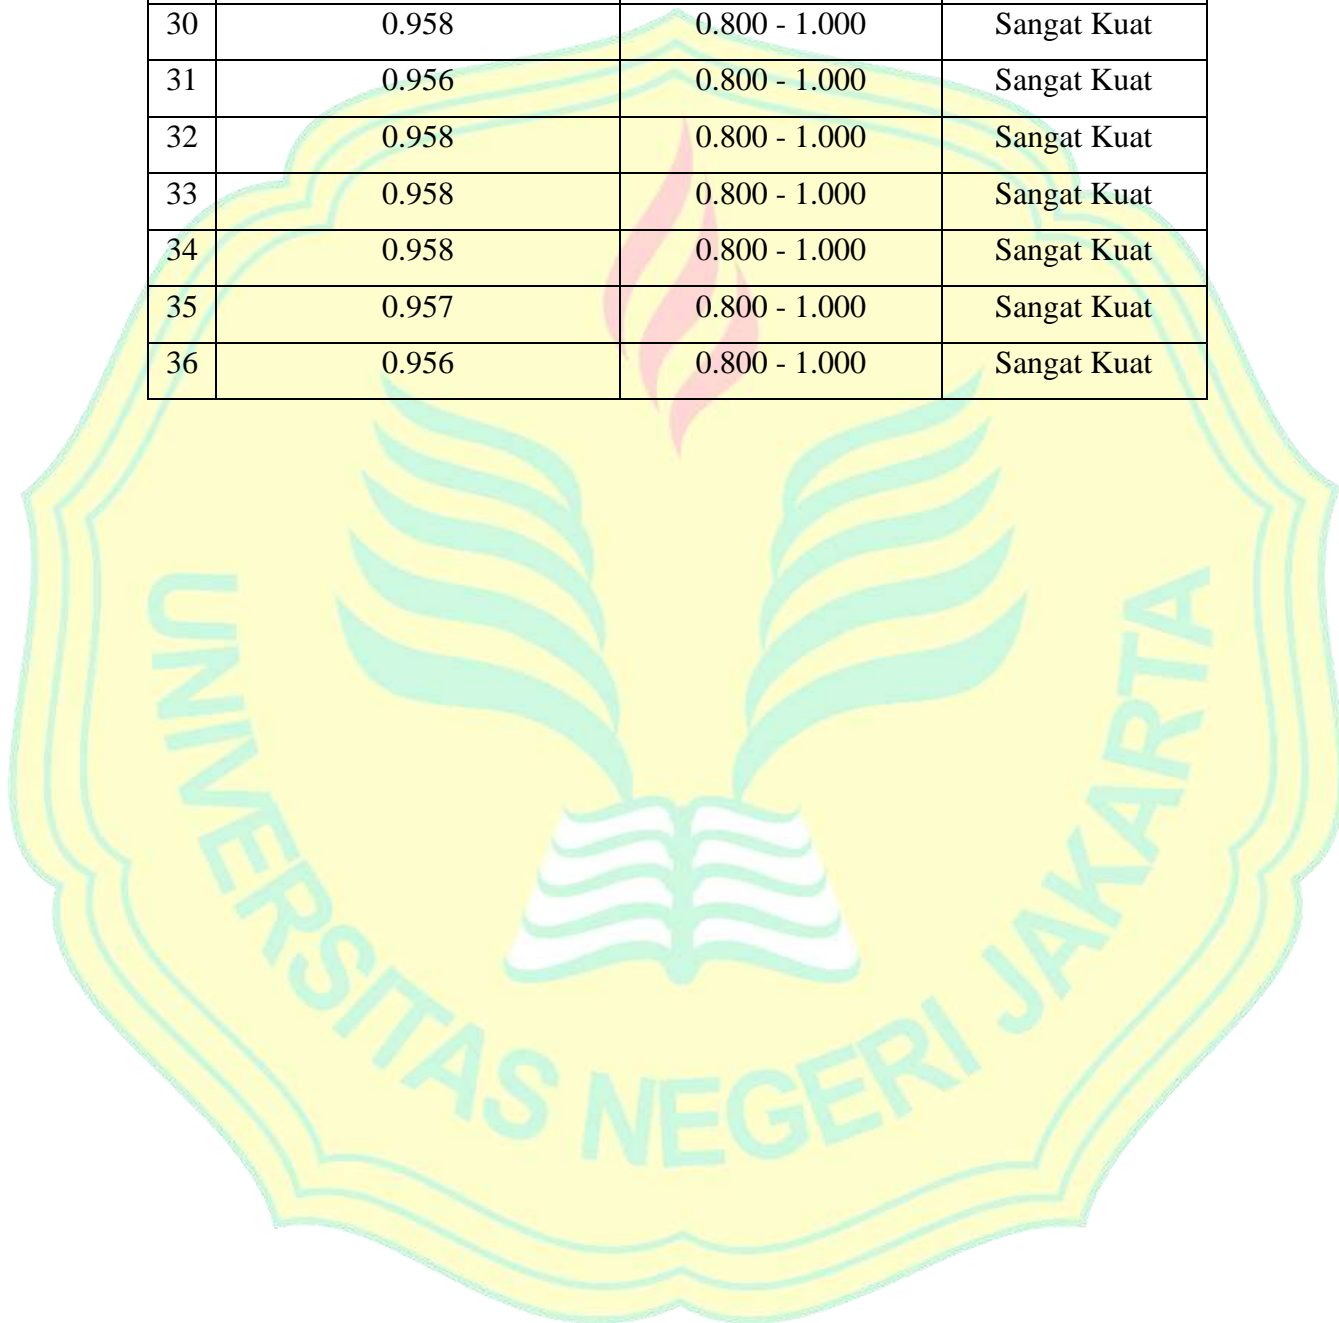 30 0.958 0.800 - 1.000 Sangat Kuat
31 0.956 0.800 - 1.000 Sangat Kuat
32 0.958 0.800 - 1.000 Sangat Kuat
33 0.958 0.800 - 1.000 Sangat Kuat
34 0.958 0.800 - 1.000 Sangat Kuat
35 0.957 0.800 - 1.000 Sangat Kuat
36 0.956 0.800 - 1.000 Sangat Kuat
UNIVERSITAS NEGERI JAKARTA